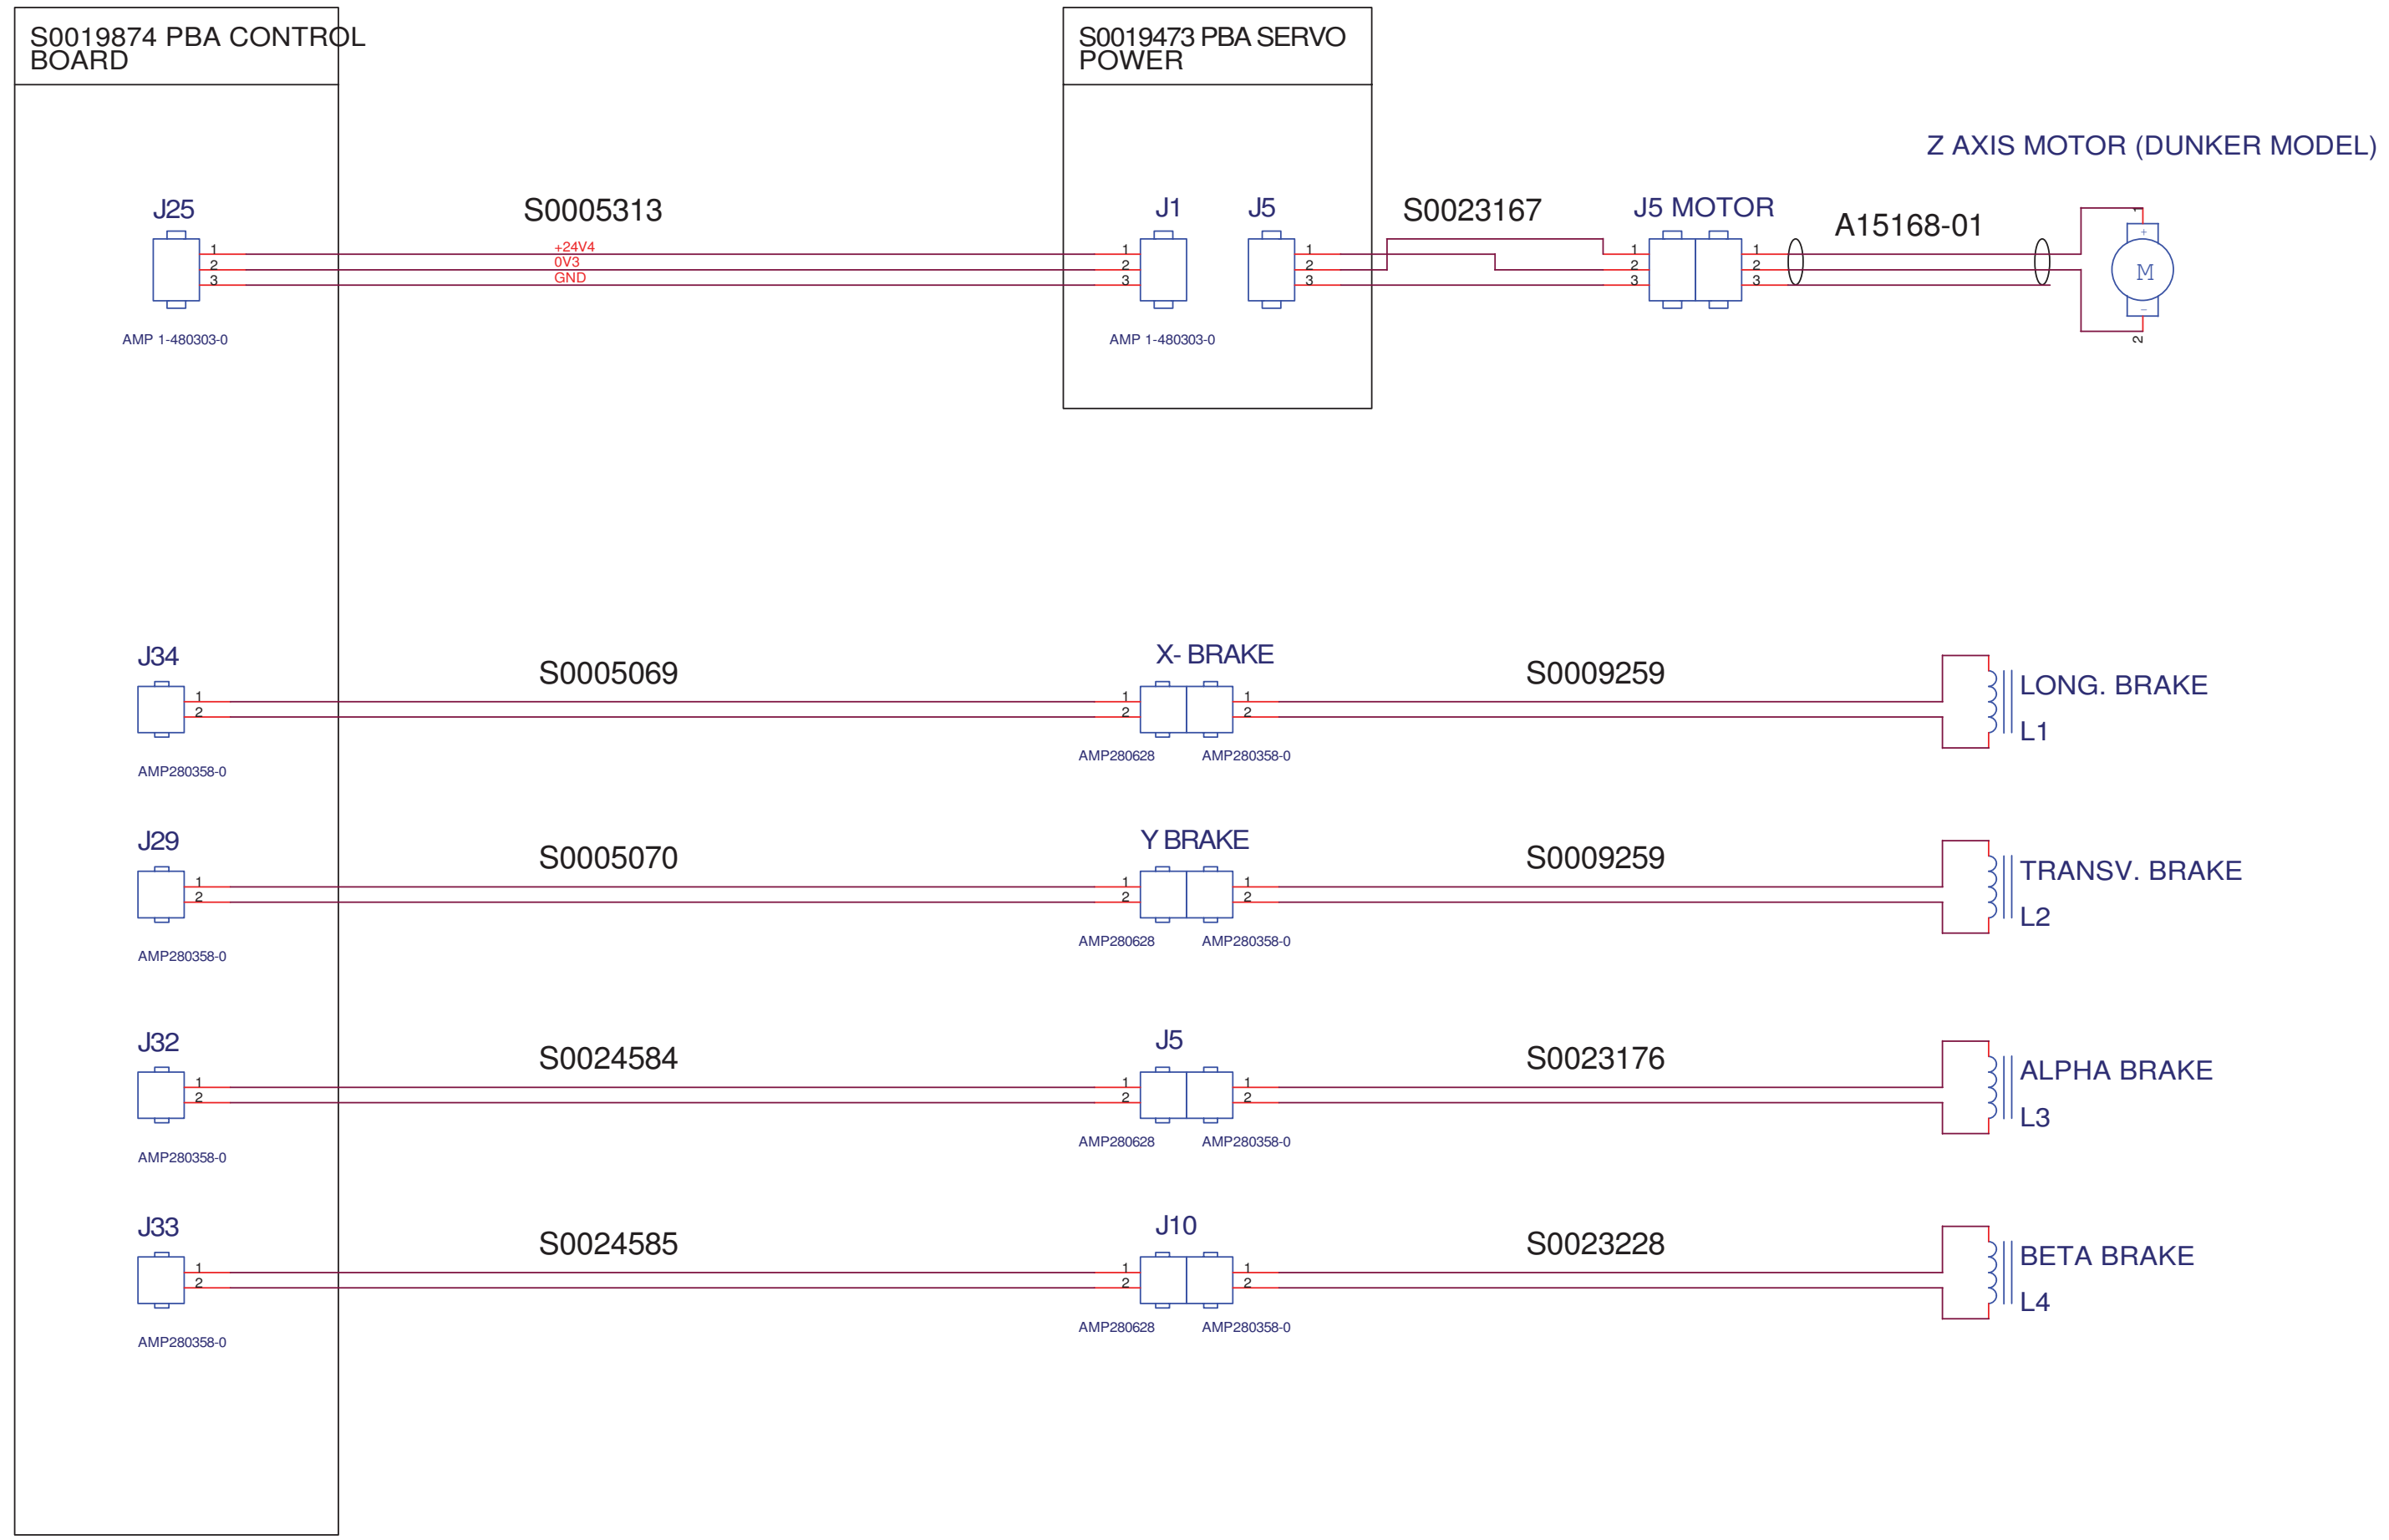 S0019874 PBA CONTROL
BOARD
S0019473 PBA SERVO
POWER
Z AXIS MOTOR (DUNKER MODEL)
J25
S0005313
J1
J5
S0023167
J5 MOTOR
A15168-01
1
2
3
+24V4
0V3
GND
1
2
3
1
2
3
1
2
3
1
2
3
1
+
M
-
2
AMP 1-480303-0
AMP 1-480303-0
J34
S0005069
X- BRAKE
S0009259
LONG. BRAKE
L1
1
2
1
2
1
2
AMP280358-0
AMP280628
AMP280358-0
J29
S0005070
Y BRAKE
S0009259
TRANSV. BRAKE
L2
1
2
1
2
1
2
AMP280358-0
AMP280628
AMP280358-0
J32
S0024584
J5
S0023176
ALPHA BRAKE
L3
1
2
1
2
1
2
AMP280358-0
AMP280628
AMP280358-0
J33
S0024585
J10
S0023228
BETA BRAKE
L4
1
2
1
2
1
2
AMP280358-0
AMP280628
AMP280358-0